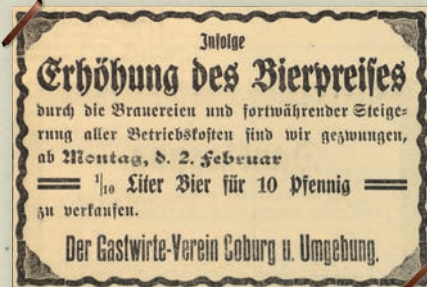 Infolge
Erhöhung des Bierpreises
durch die Brauereien und fortwährender Steige-
rung aller Betriebskosten sind wir gezwungen,
ab Montag, d. 2. Februar
1/10 Liter Bier für 10 Pfennig
zu verkaufen.
Der Gastwirte-Verein Coburg u. Umgebung.